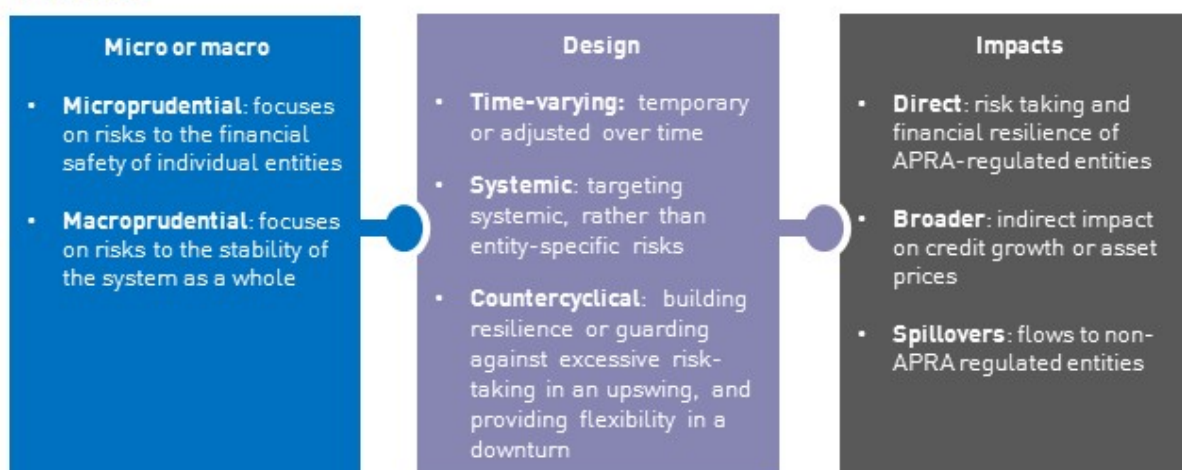 Micro or macro
• Microprudential: focuses
on risks to the financial
safety of individual entities
• Macroprudential: focuses
on risks to the stability of
the system as a whole
Design
• Time-varying: temporary
or adjusted over time
• Systemic: targeting
systemic, rather than
entity-specific risks
• Countercyclical: building
resilience or guarding
against excessive risk-
taking in an upswing, and
providing flexibility in a
downturn
Impacts
• Direct: risk taking and
financial resilience of
APRA-regulated entities
• Broader: indirect impact
on credit growth or asset
prices
• Spillovers: flows to non-
APRA regulated entities